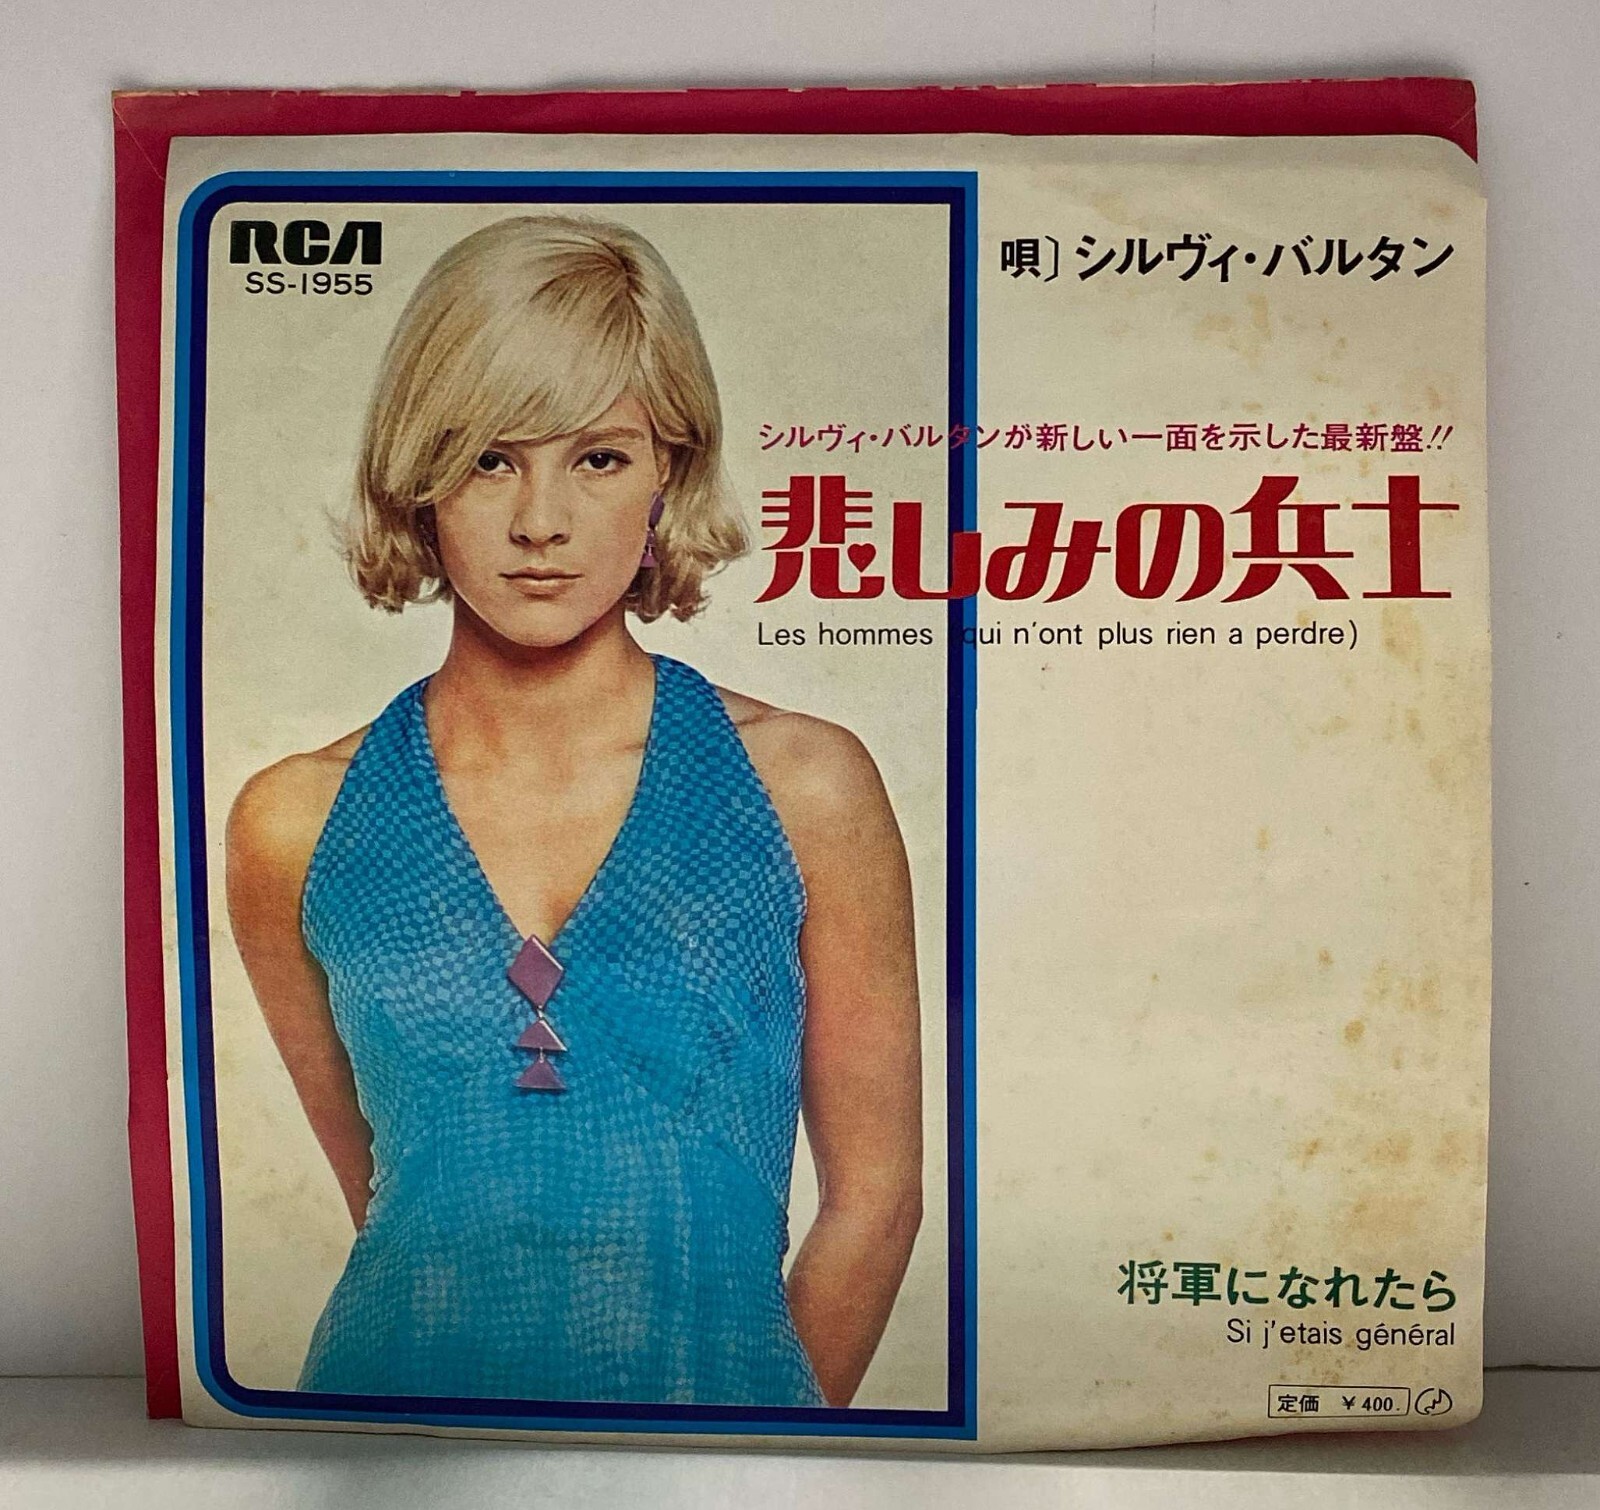 RCA
SS-1955
唄〕シルヴィ・バルタン
シルヴィ・バルタンが新しい一面を示した最新盤!!
悲しみの兵士
Les hommes (qui n'ont plus rien a perdre)
将軍になれたら
Si j'etais général
定価 ￥400.